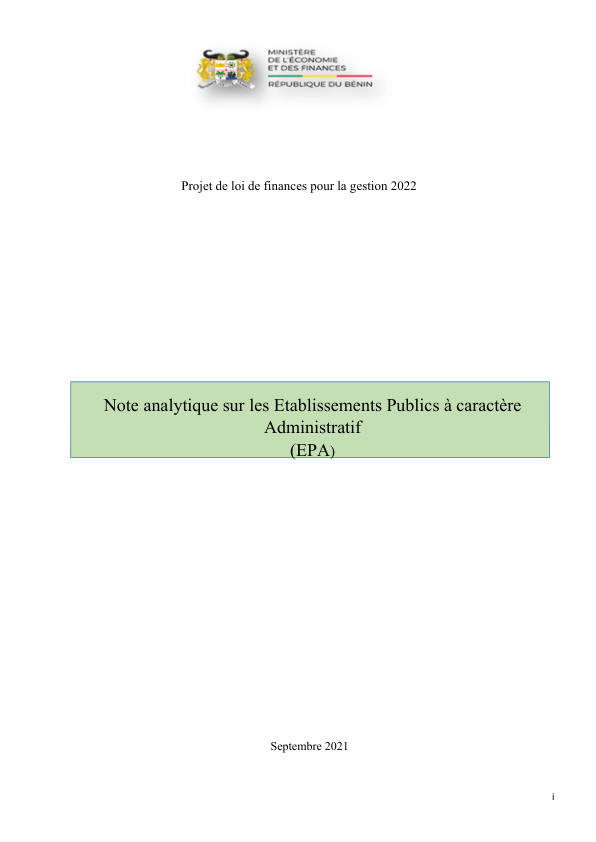 MINISTÈRE
DE L'ÉCONOMIE
ET DES FINANCES
RÉPUBLIQUE DU BÉNIN
Projet de loi de finances pour la gestion 2022
Note analytique sur les Etablissements Publics à caractère
Administratif
(EPA)
Septembre 2021
i